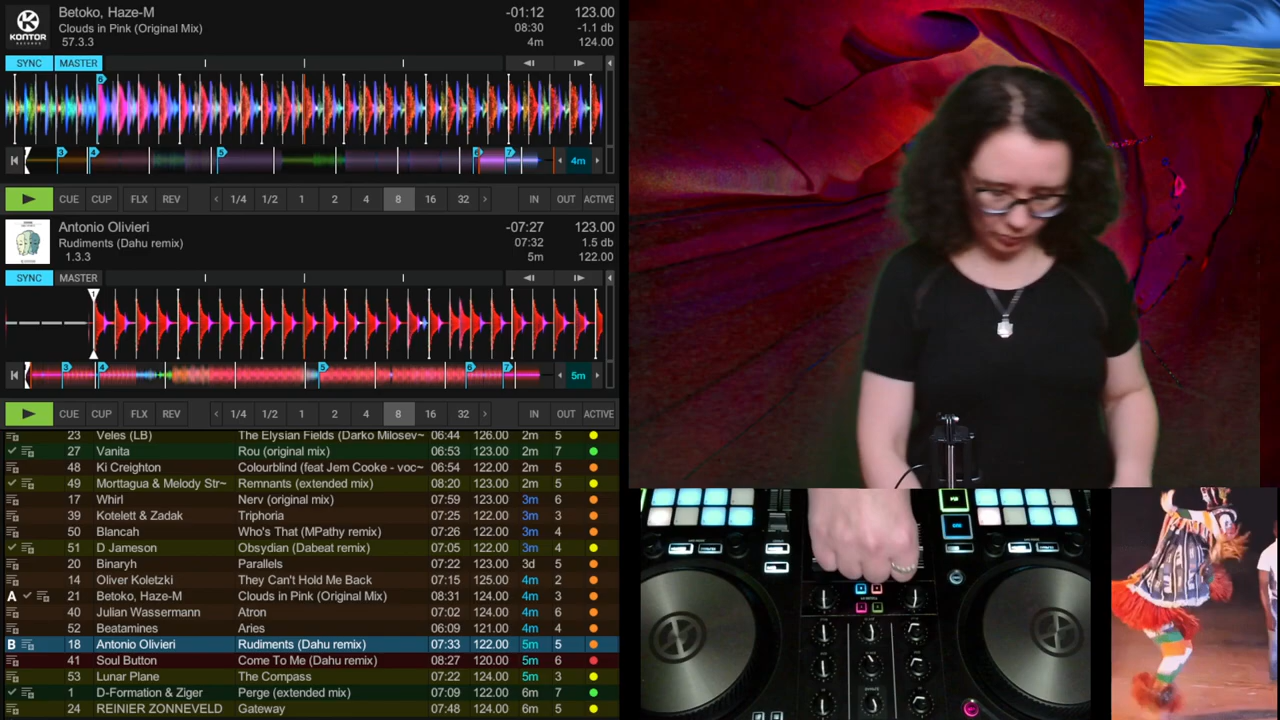 Betoko, Haze-M -01:12 123.00
Clouds in Pink (Original Mix) 08:30 -1.1 db
57.3.3 4m 124.00
KONTOR
RECORDS
SYNC MASTER
6
3 4 5 6 7 4m
CUE CUP FLX REV 1/4 1/2 1 2 4 8 16 32 IN OUT ACTIVE
Antonio Olivieri -07:27 123.00
Rudiments (Dahu remix) 07:32 1.5 db
1.3.3 5m 122.00
SYNC MASTER
1
3 4 5 6 7 5m
CUE CUP FLX REV 1/4 1/2 1 2 4 8 16 32 IN OUT ACTIVE
23 Veles (LB) The Elysian Fields (Darko Milosev~ 06:44 126.00 2m 5
27 Vanita Rou (original mix) 06:53 123.00 2m 7
48 Ki Creighton Colourblind (feat Jem Cooke - voc~ 06:54 122.00 2m 5
49 Morttagua & Melody Str~ Remnants (extended mix) 08:20 122.00 2m 5
17 Whirl Nerv (original mix) 07:59 123.00 3m 6
39 Kotelett & Zadak Triphoria 07:25 122.00 3m 3
50 Blancah Who's That (MPathy remix) 07:26 122.00 3m 4
51 D Jameson Obsydian (Dabeat remix) 07:05 122.00 3m 4
20 Binaryh Parallels 07:22 123.00 3d 5
14 Oliver Koletzki They Can't Hold Me Back 07:15 125.00 4m 2
A 21 Betoko, Haze-M Clouds in Pink (Original Mix) 08:31 124.00 4m 3
40 Julian Wassermann Atron 07:02 124.00 4m 6
52 Beatamines Aries 06:09 121.00 4m 4
B 18 Antonio Olivieri Rudiments (Dahu remix) 07:33 122.00 5m 5
41 Soul Button Come To Me (Dahu remix) 08:27 120.00 5m 6
53 Lunar Plane The Compass 07:22 124.00 5m 3
1 D-Formation & Ziger Perge (extended mix) 07:09 122.00 6m 7
24 REINIER ZONNEVELD Gateway 07:48 124.00 6m 5